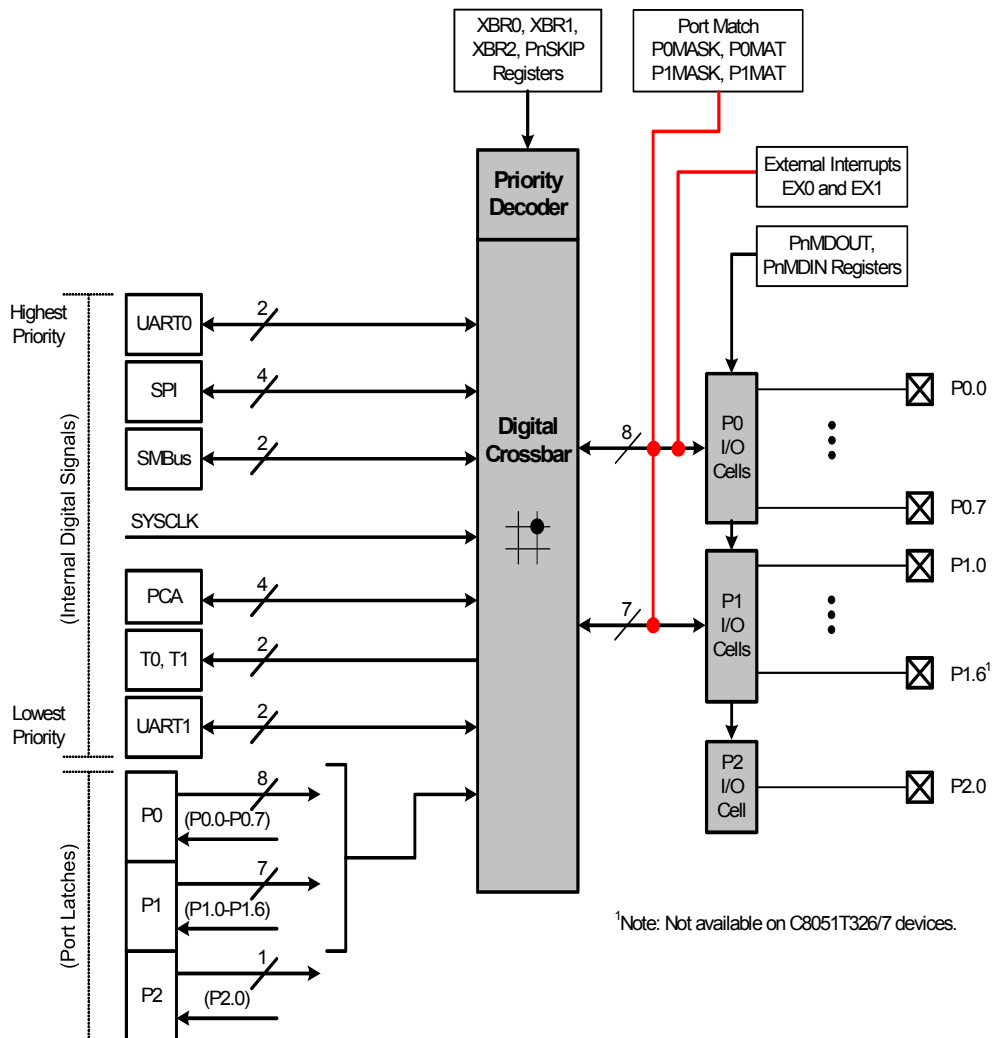 XBR0, XBR1,
XBR2, PnSKIP
Registers
Port Match
P0MASK, P0MAT
P1MASK, P1MAT
External Interrupts
EX0 and EX1
PnMDOUT,
PnMDIN Registers
Priority
Decoder
Digital
Crossbar
Highest
Priority
(Internal Digital Signals)
Lowest
Priority
UART0
2
SPI
4
SMBus
2
SYSCLK
PCA
4
T0, T1
2
UART1
2
(Port Latches)
P0
8
(P0.0-P0.7)
P1
7
(P1.0-P1.6)
P2
1
(P2.0)
8
7
P0
I/O
Cells
P0.0
P0.7
P1
I/O
Cells
P1.0
P1.6¹
P2
I/O
Cell
P2.0
¹Note: Not available on C8051T326/7 devices.